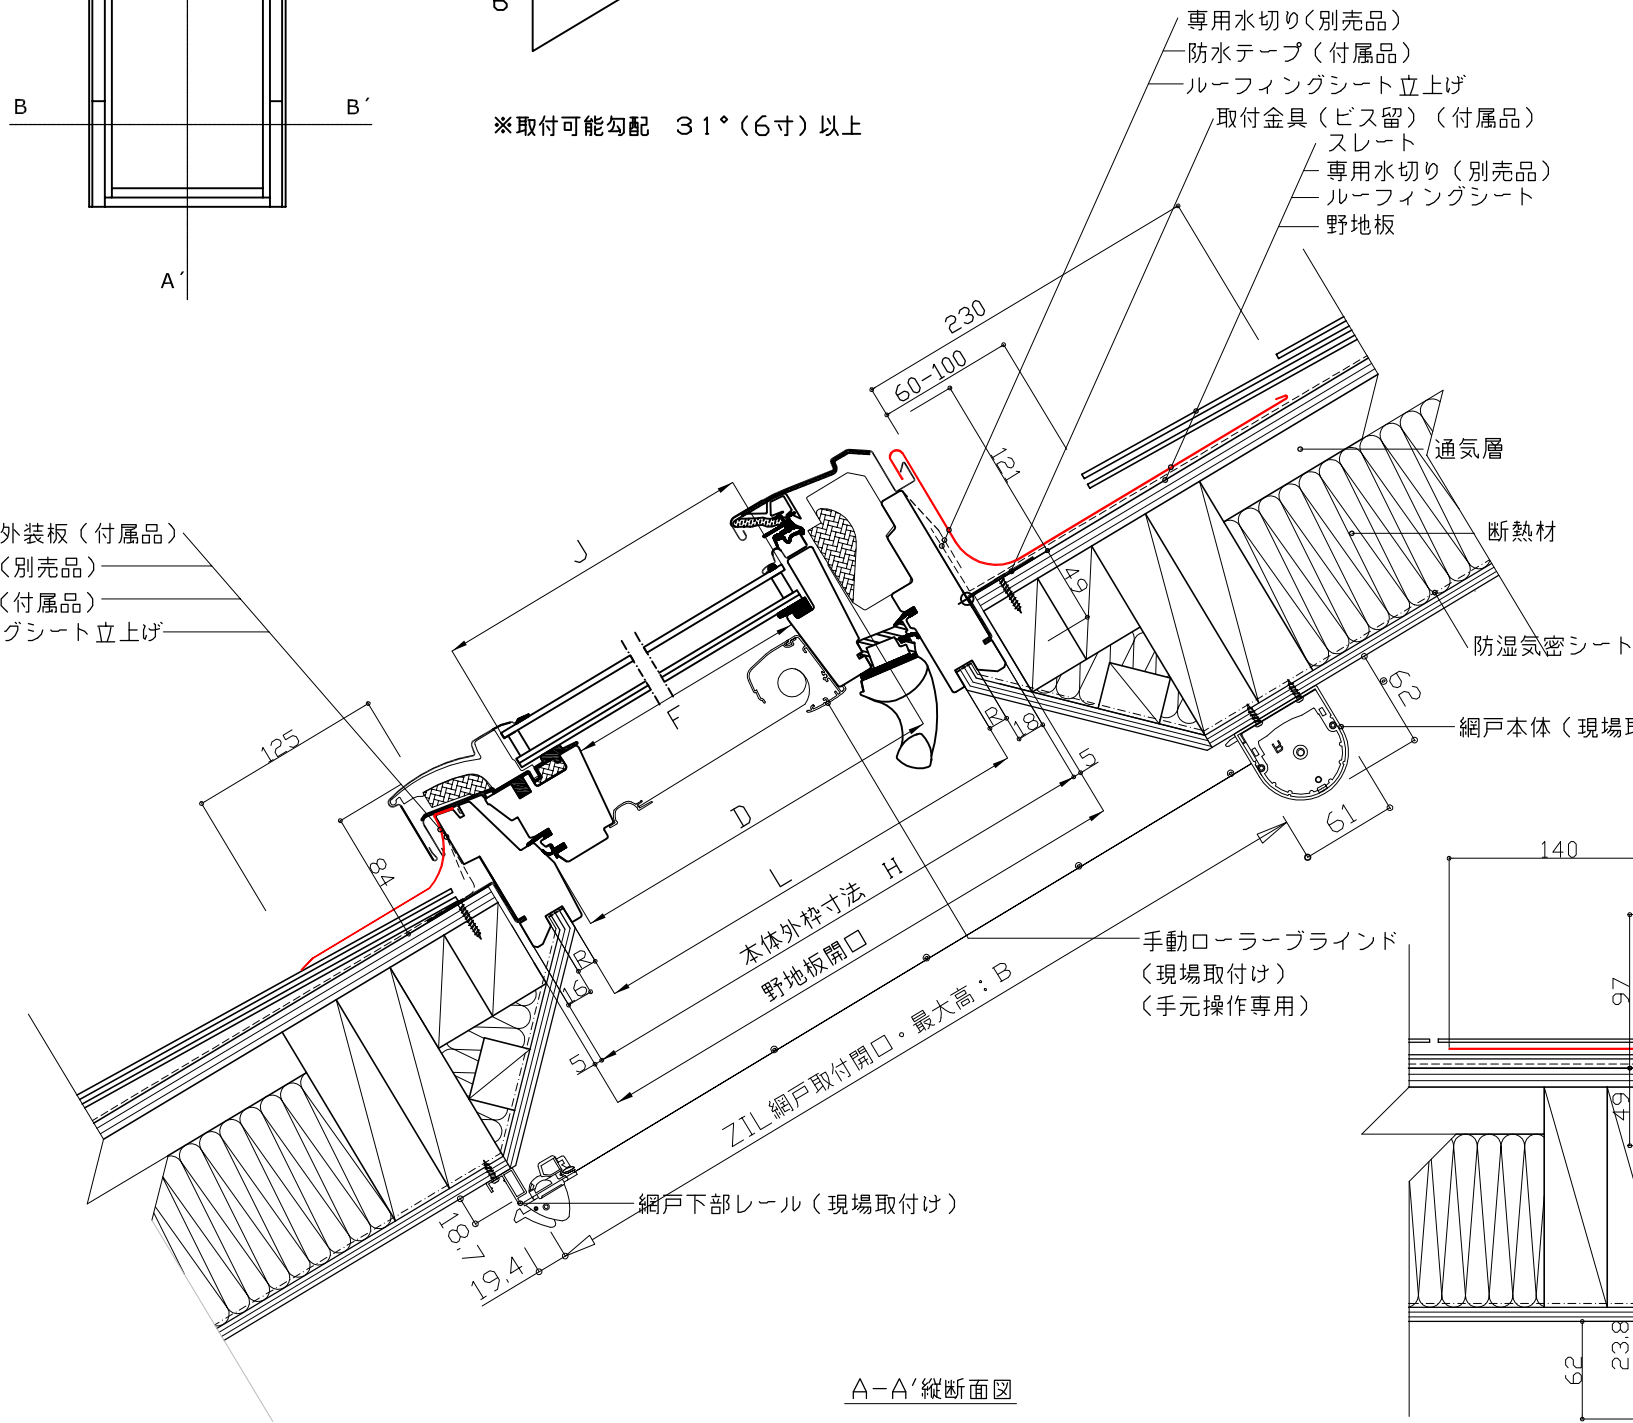 B
B′
A′
6
※取付可能勾配 31°(6寸)以上
専用水切り(別売品)
防水テープ(付属品)
ルーフィングシート立上げ
取付金具(ビス留)(付属品)
スレート
専用水切り(別売品)
ルーフィングシート
野地板
230
60-100
121
49
通気層
断熱材
防湿気密シート
62
網戸本体(現場取
61
外装板(付属品)
(別売品)
(付属品)
グシート立上げ
125
84
J
F
D
L
R
18
5
本体外枠寸法 H
野地板開口
ZIL網戸取付開口。最大高:B
R
16
5
手動ローラーブラインド
(現場取付け)
(手元操作専用)
網戸下部レール(現場取付け)
18.7
19.4
140
97
49
62
23.8
A-A′縦断面図